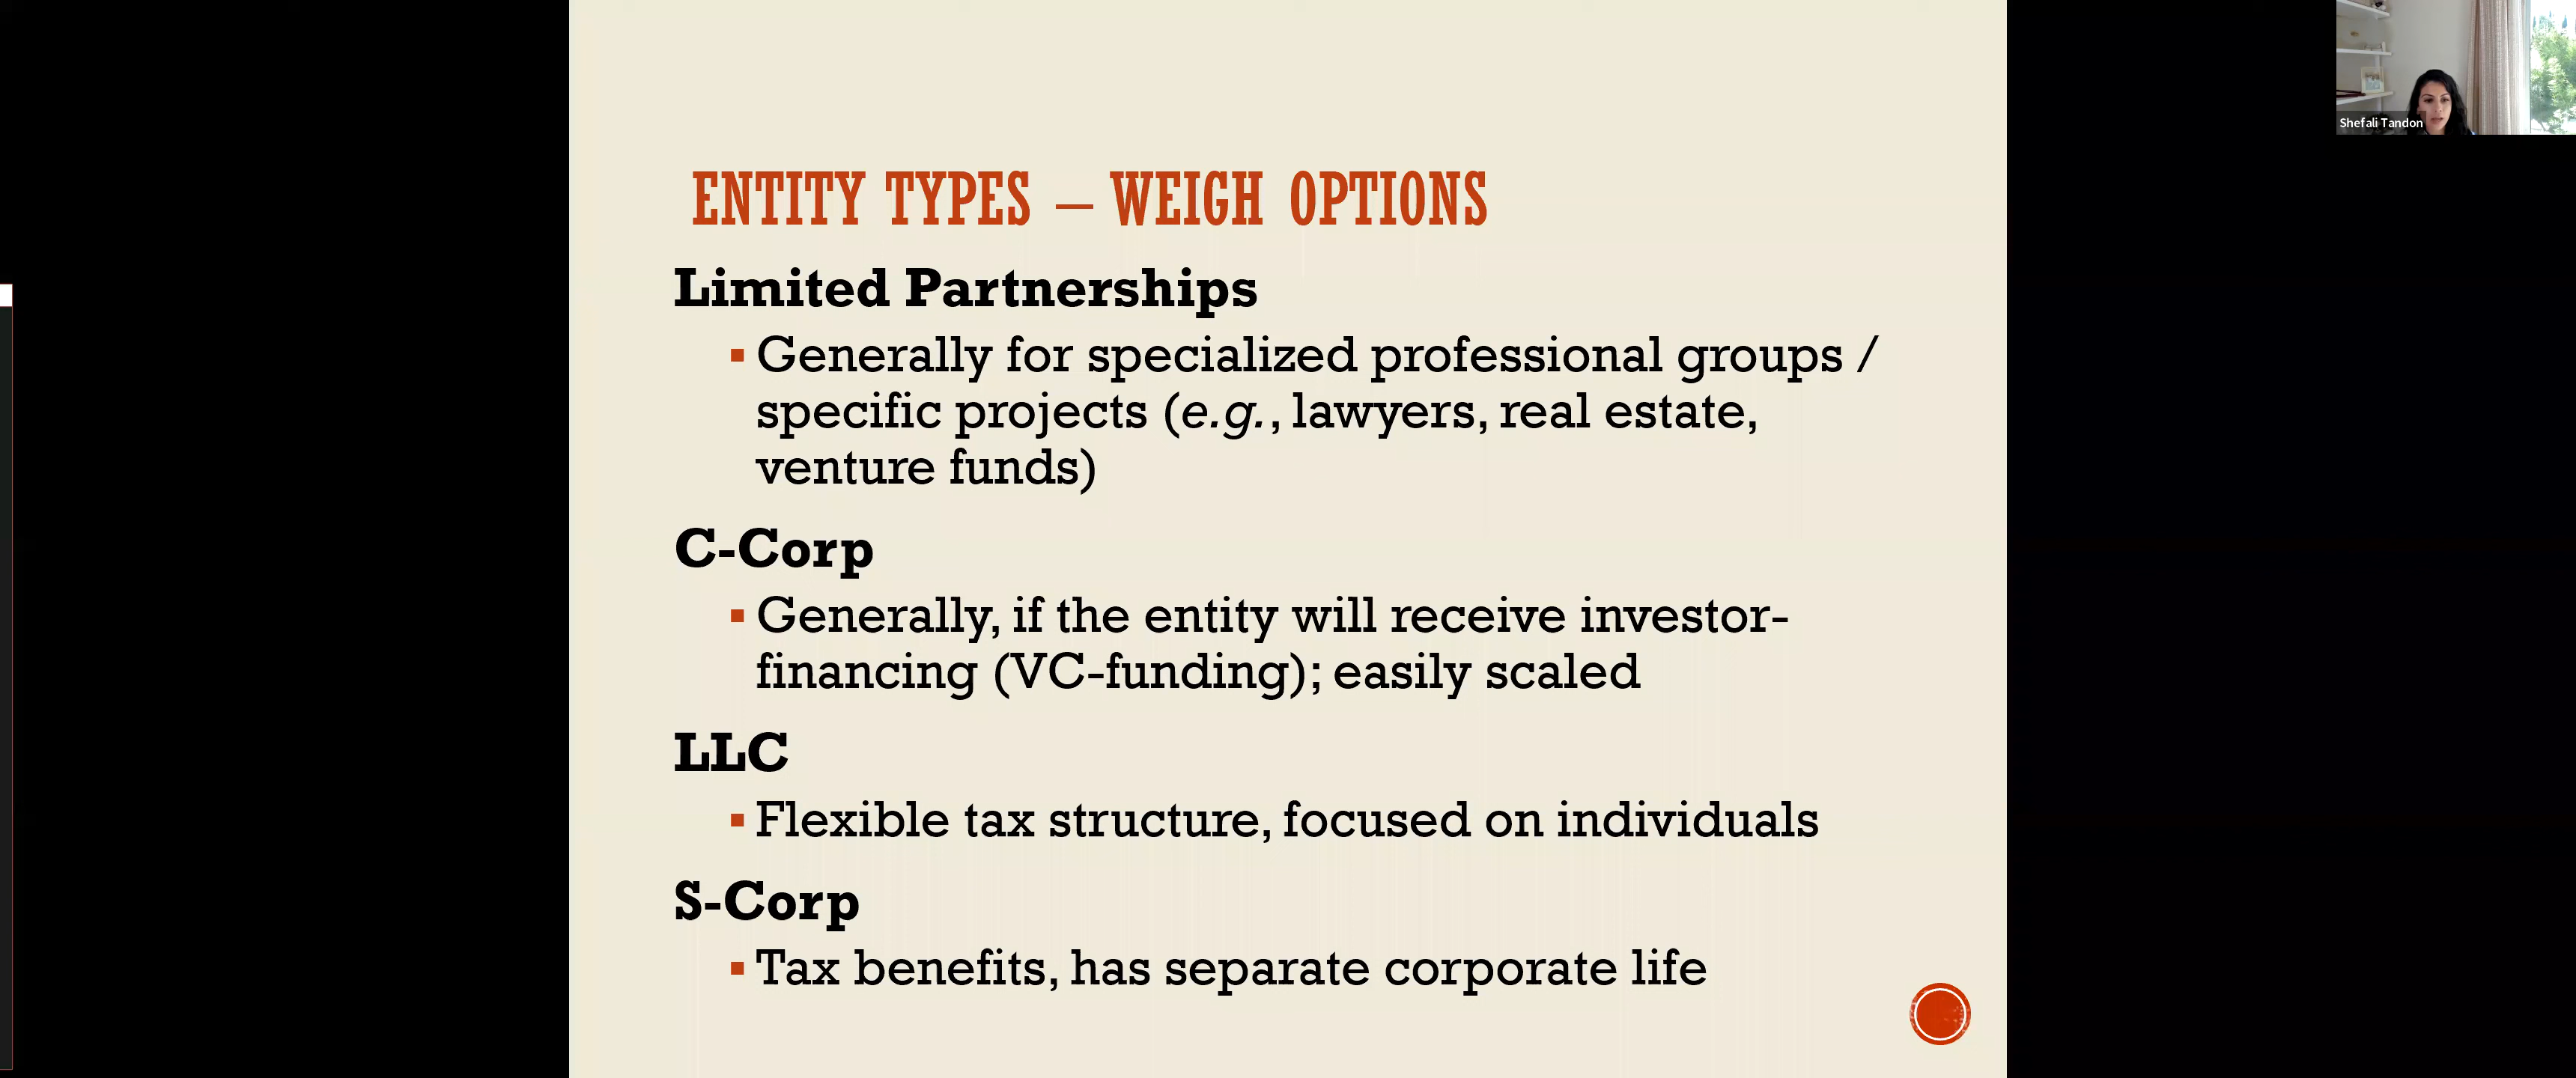 Shefali Tandon
ENTITY TYPES – WEIGH OPTIONS
Limited Partnerships
▪ Generally for specialized professional groups /
specific projects (e.g., lawyers, real estate,
venture funds)
C-Corp
▪ Generally, if the entity will receive investor-
financing (VC-funding); easily scaled
LLC
▪ Flexible tax structure, focused on individuals
S-Corp
▪ Tax benefits, has separate corporate life